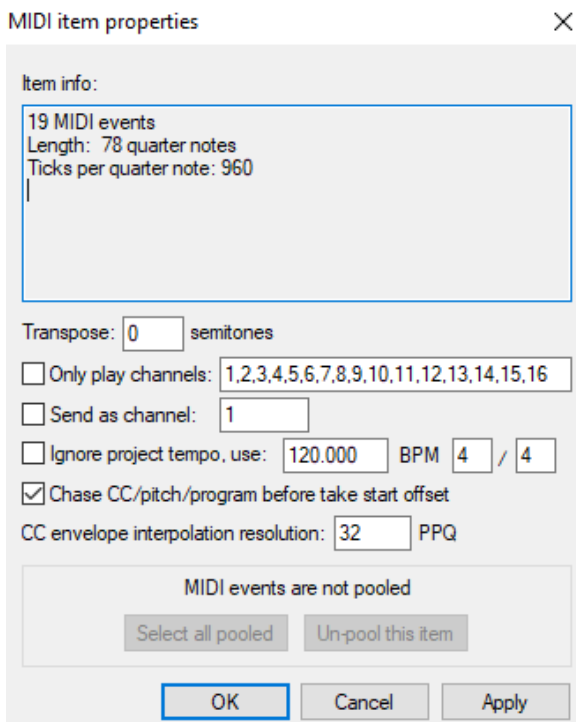 MIDI item properties
Item info:
19 MIDI events
Length:  78 quarter notes
Ticks per quarter note: 960
Transpose: 0 semitones
Only play channels: 1,2,3,4,5,6,7,8,9,10,11,12,13,14,15,16
Send as channel: 1
Ignore project tempo, use: 120.000 BPM 4 / 4
Chase CC/pitch/program before take start offset
CC envelope interpolation resolution: 32 PPQ
MIDI events are not pooled
Select all pooled Un-pool this item
OK Cancel Apply